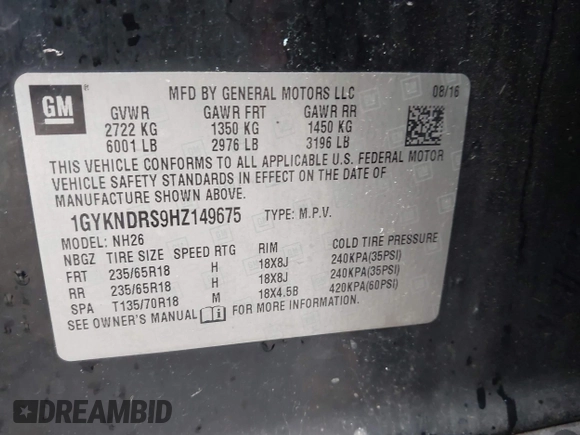 GM
MFD BY GENERAL MOTORS LLC 08/16
GVWR GAWR FRT GAWR RR
2722 KG 1350 KG 1450 KG
6001 LB 2976 LB 3196 LB
THIS VEHICLE CONFORMS TO ALL APPLICABLE U.S. FEDERAL MOTOR
VEHICLE SAFETY STANDARDS IN EFFECT ON THE DATE OF
MANUFACTURE SHOWN ABOVE.
1GYKNDRS9HZ149675 TYPE: M.P.V.
MODEL: NH26
NBGZ TIRE SIZE SPEED RTG RIM COLD TIRE PRESSURE
FRT 235/65R18 H 18X8J 240KPA(35PSI)
RR 235/65R18 H 18X8J 240KPA(35PSI)
SPA T135/70R18 M 18X4.5B 420KPA(60PSI)
SEE OWNER'S MANUAL FOR MORE INFORMATION.
DREAMBID